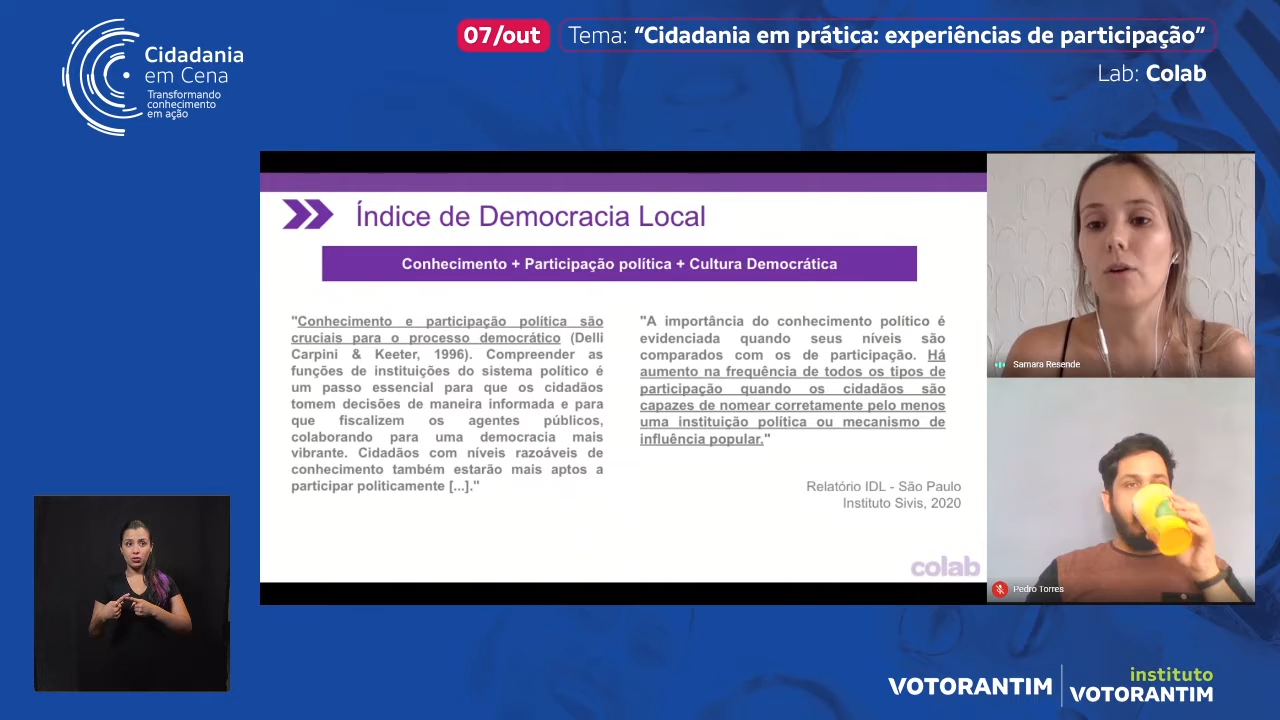 Cidadania
em Cena
Transformando
conhecimento
em ação
07/out Tema: “Cidadania em prática: experiências de participação”
Lab: Colab
Índice de Democracia Local
Conhecimento + Participação política + Cultura Democrática
"Conhecimento e participação política são
cruciais para o processo democrático (Delli
Carpini & Keeter, 1996). Compreender as
funções de instituições do sistema político é
um passo essencial para que os cidadãos
tomem decisões de maneira informada e para
que fiscalizem os agentes públicos,
colaborando para uma democracia mais
vibrante. Cidadãos com níveis razoáveis de
conhecimento também estarão mais aptos a
participar politicamente [...]."
"A importância do conhecimento político é
evidenciada quando seus níveis são
comparados com os de participação. Há
aumento na frequência de todos os tipos de
participação quando os cidadãos são
capazes de nomear corretamente pelo menos
uma instituição política ou mecanismo de
influência popular."
Relatório IDL - São Paulo
Instituto Sivis, 2020
colab
Samara Resende
Pedro Torres
VOTORANTIM
instituto
VOTORANTIM